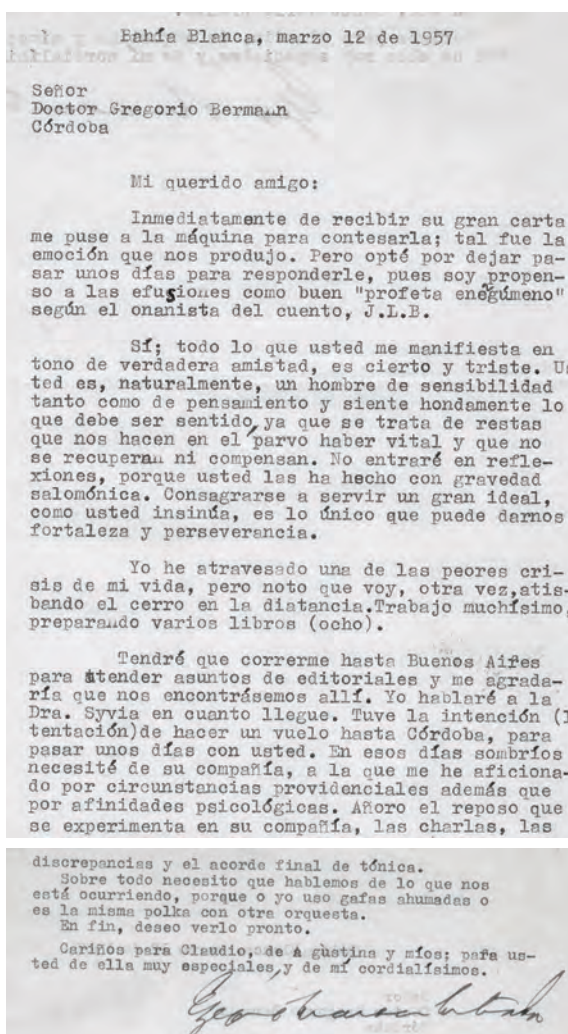 Bahía Blanca, marzo 12 de 1957
Señor
Doctor Gregorio Bermann
Córdoba
Mi querido amigo:
Inmediatamente de recibir su gran carta
me puse a la máquina para contesarla; tal fue la
emoción que nos produjo. Pero opté por dejar pa-
sar unos días para responderle, pues soy propen-
so a las efusiones como buen "profeta enegúmeno"
según el onanista del cuento, J.L.B.
Sí; todo lo que usted me manifiesta en
tono de verdadera amistad, es cierto y triste. Us
ted es, naturalmente, un hombre de sensibilidad
tanto como de pensamiento y siente hondamente lo
que debe ser sentido, ya que se trata de restas
que nos hacen en el parvo haber vital y que no
se recuperan ni compensan. No entraré en refle-
xiones, porque usted las ha hecho con gravedad
salomónica. Consagrarse a servir un gran ideal,
como usted insinúa, es lo único que puede darnos
fortaleza y perseverancia.
Yo he atravesado una de las peores cri-
sis de mi vida, pero noto que voy, otra vez,atis-
bando el cerro en la diatancia.Trabajo muchísimo,
preparando varios libros (ocho).
Tendré que correrme hasta Buenos Aires
para atender asuntos de editoriales y me agrada-
ría que nos encontrásemos allí. Yo hablaré a la
Dra. Syvia en cuanto llegue. Tuve la intención (
tentación)de hacer un vuelo hasta Córdoba, para
pasar unos días con usted. En esos días sombríos
necesité de su compañía, a la que me he aficiona-
do por circunstancias providenciales además que
por afinidades psicológicas. Añoro el reposo que
se experimenta en su compañía, las charlas, las
discrepancias y el acorde final de tónica.
Sobre todo necesito que hablemos de lo que nos
está ocurriendo, porque o yo uso gafas ahumadas o
es la misma polka con otra orquesta.
En fin, deseo verlo pronto.
Cariños para Claudio, de A gustina y míos; para us-
ted de ella muy especiales,y de mí cordialísimos.